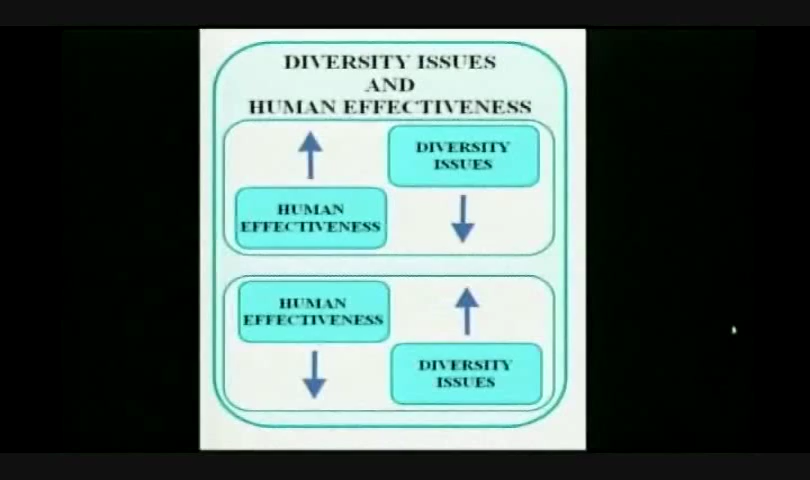 DIVERSITY ISSUES
AND
HUMAN EFFECTIVENESS
DIVERSITY
ISSUES
HUMAN
EFFECTIVENESS
HUMAN
EFFECTIVENESS
DIVERSITY
ISSUES